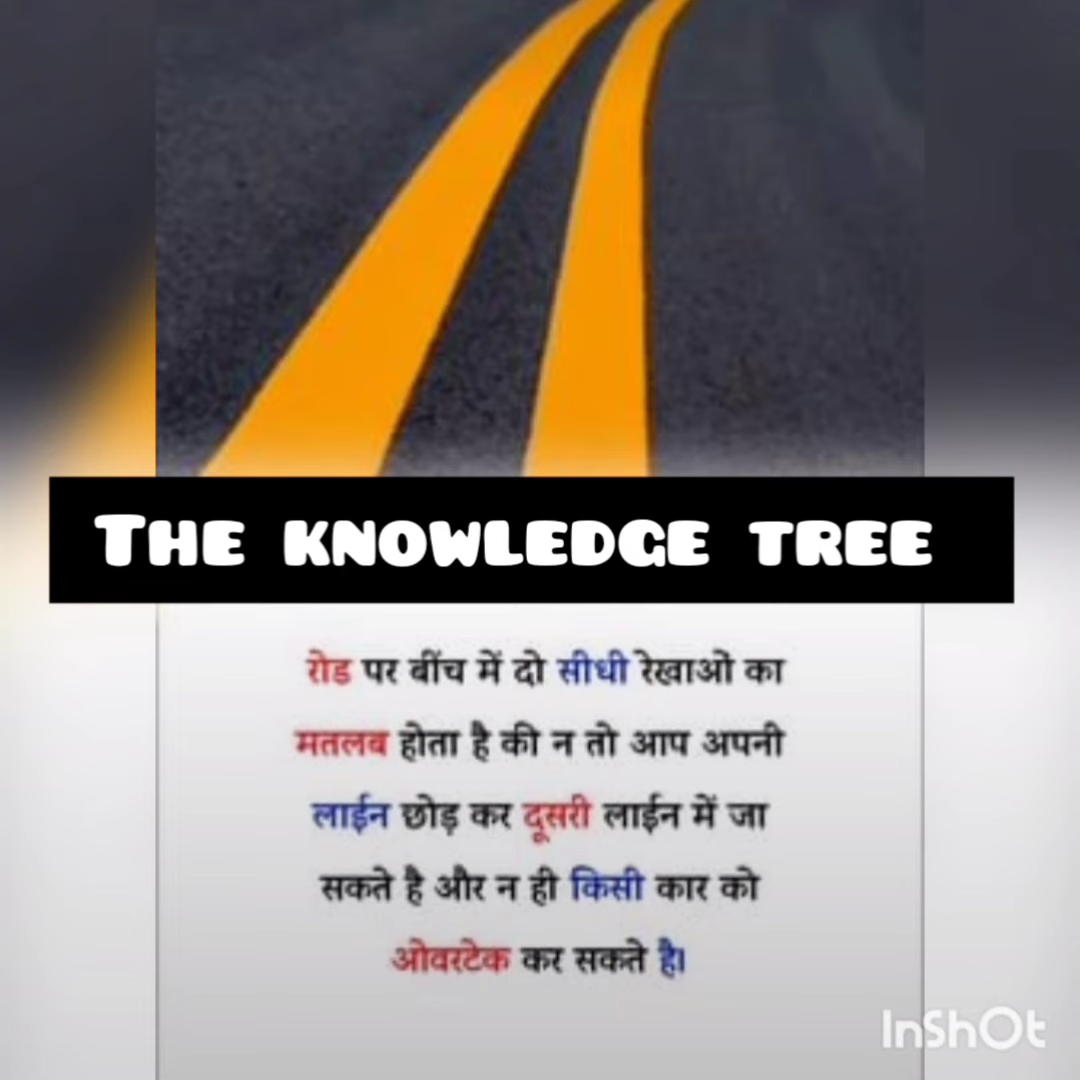 THE KNOWLEDGE TREE
रोड पर बींच में दो सीधी रेखाओं का
मतलब होता है की न तो आप अपनी
लाईन छोड़ कर दूसरी लाईन में जा
सकते है और न ही किसी कार को
ओवरटेक कर सकते है।
InShOt